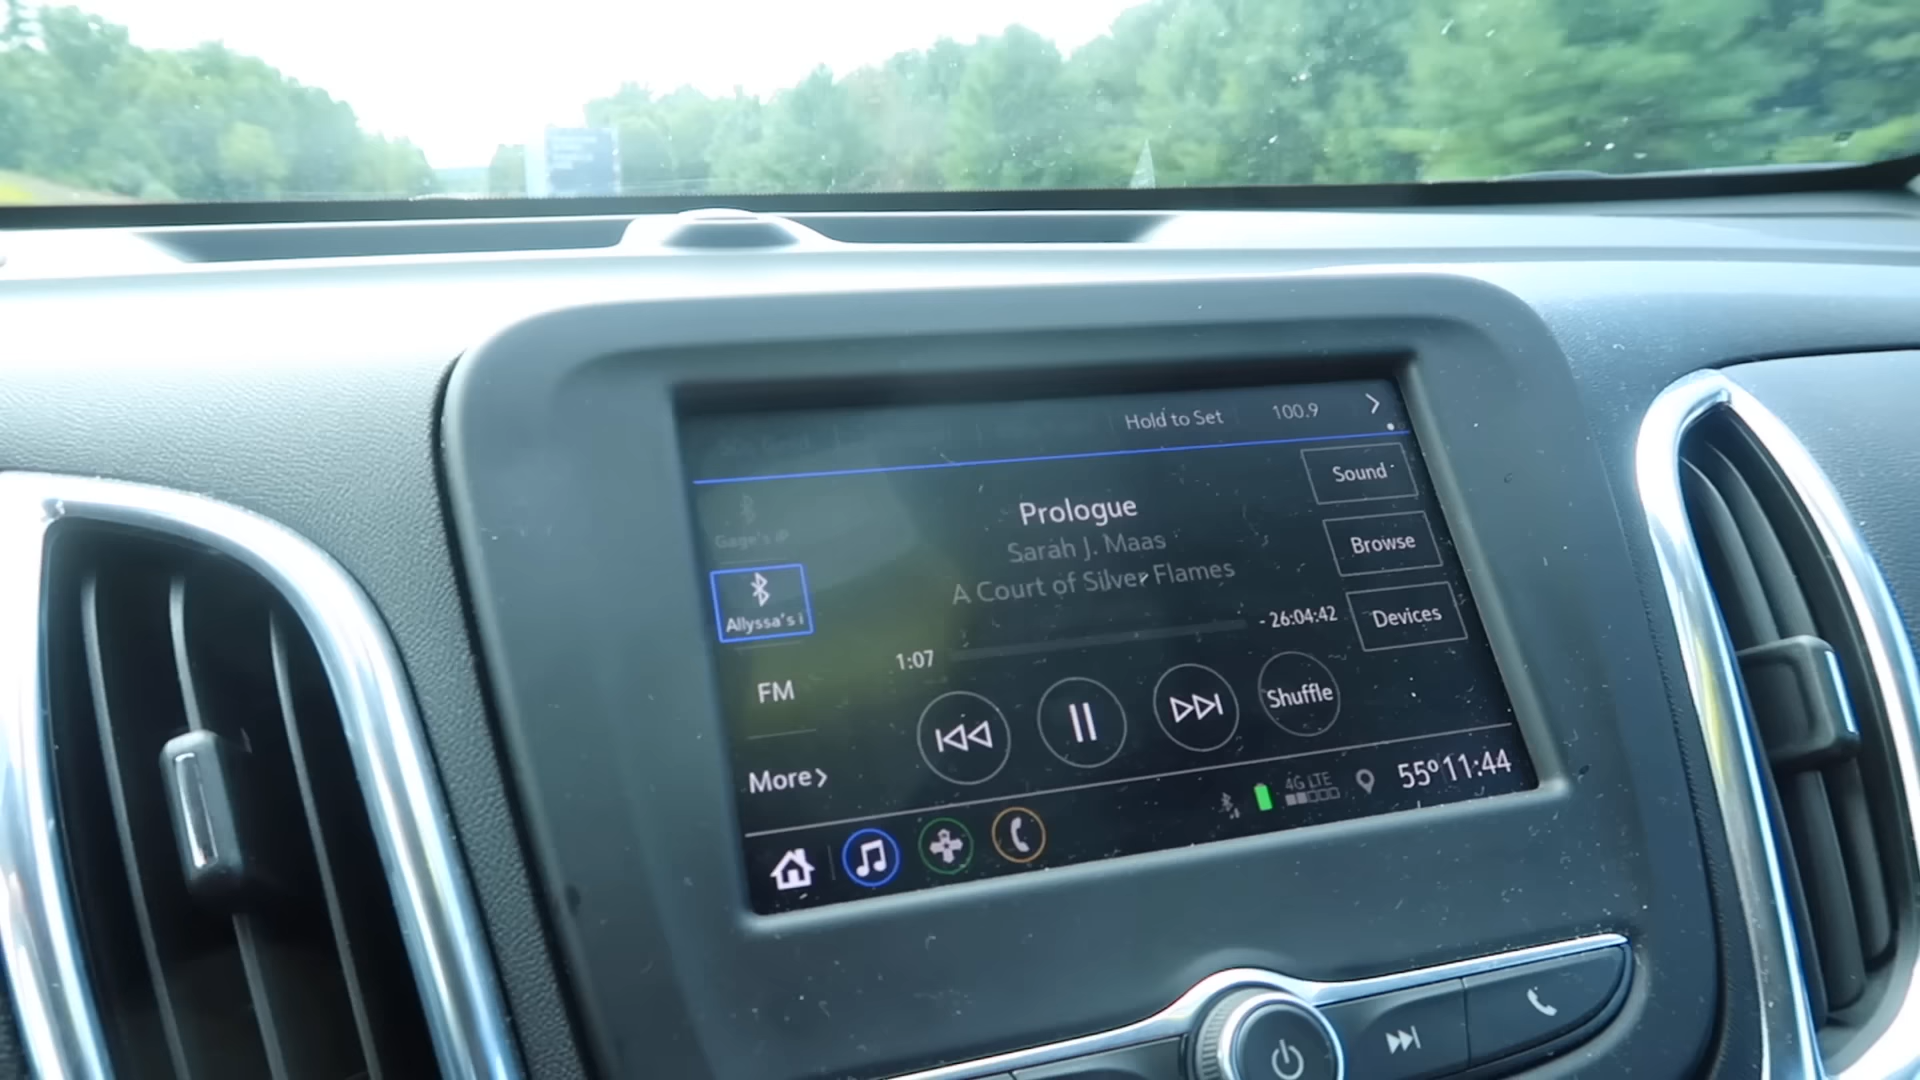 Hold to Set
100.9
Sound
Prologue
Gage's iP
Sarah J. Maas
Browse
A Court of Silver Flames
Allyssa's i
1:07
- 26:04:42
Devices
FM
Shuffle
More
4G LTE
55° 11:44